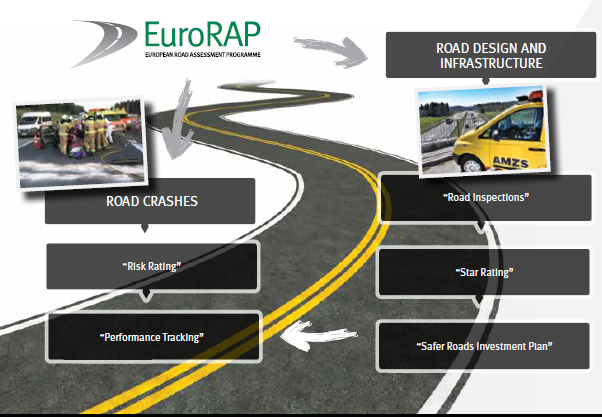 EuroRAP
EUROPEAN ROAD ASSESSMENT PROGRAMME
ROAD DESIGN AND
INFRASTRUCTURE
AMZS
ROAD CRASHES
“Risk Rating”
“Performance Tracking”
“Road Inspections”
“Star Rating”
“Safer Roads Investment Plan”